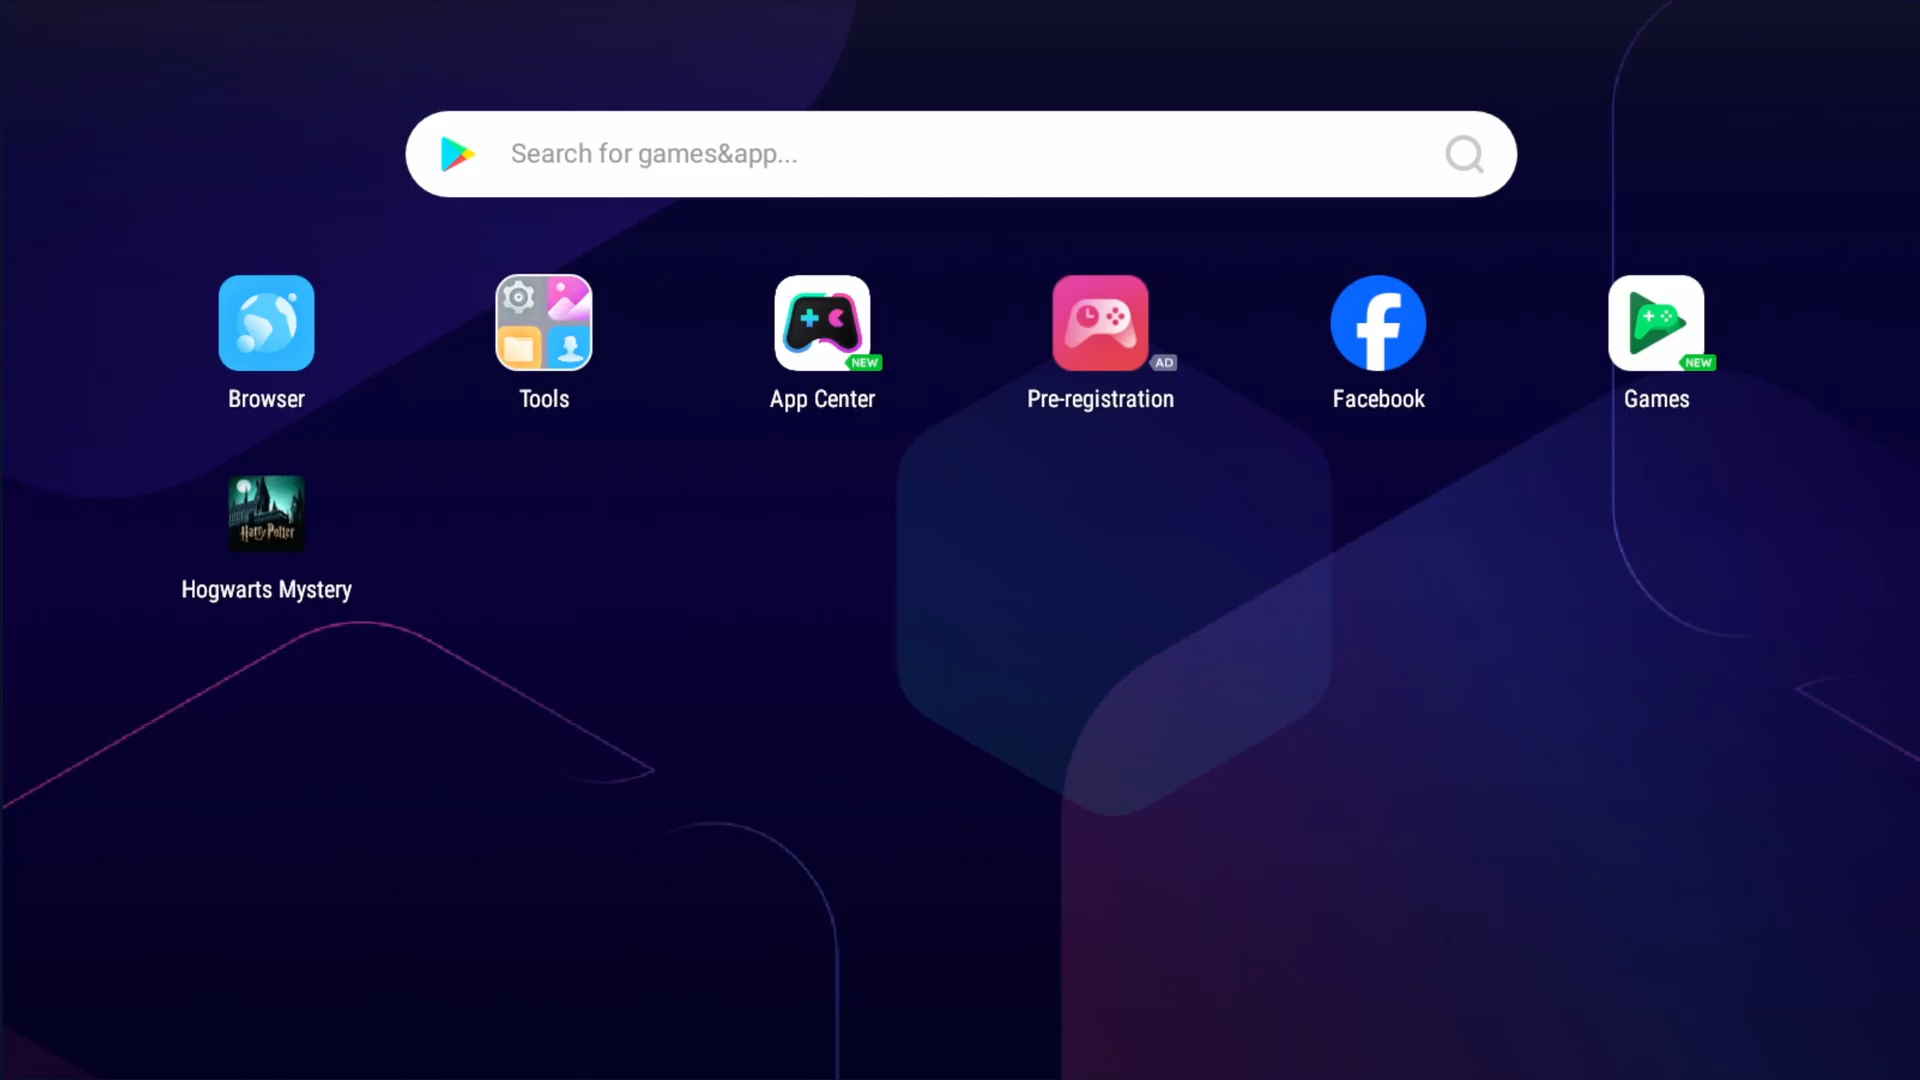 Search for games&app...
Browser
Tools
NEW
App Center
AD
Pre-registration
Facebook
NEW
Games
Harry Potter
Hogwarts Mystery